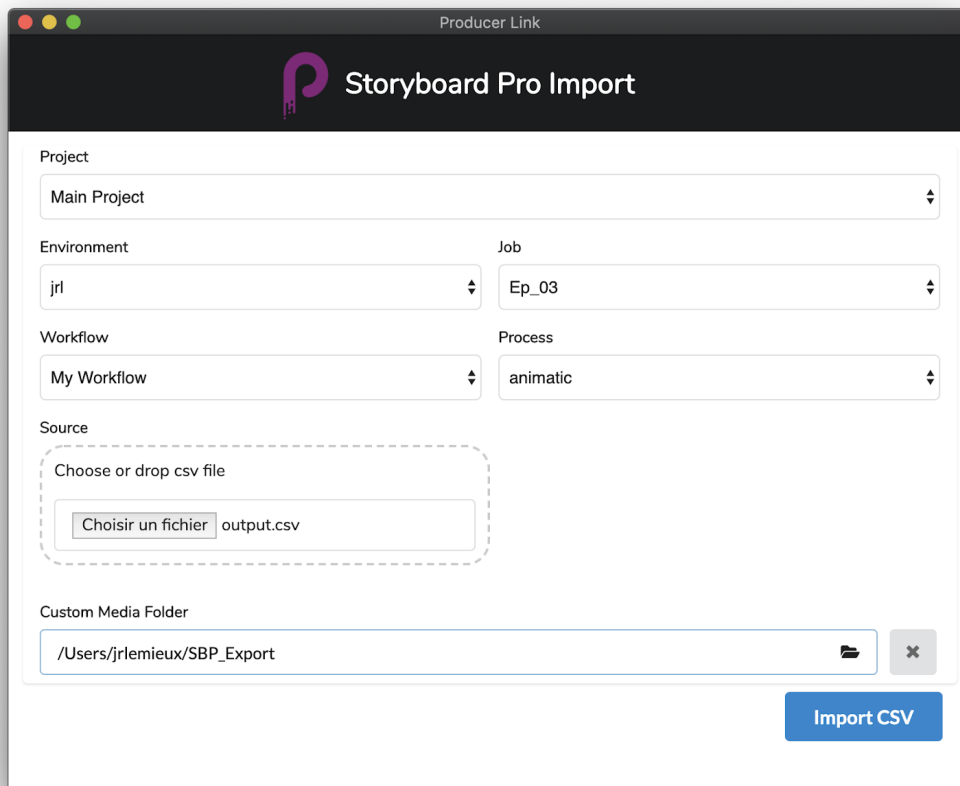 Producer Link
Storyboard Pro Import
Project
Main Project
Environment
Job
jrl
Ep_03
Workflow
Process
My Workflow
animatic
Source
Choose or drop csv file
Choisir un fichier output.csv
Custom Media Folder
/Users/jrlemieux/SBP_Export
Import CSV